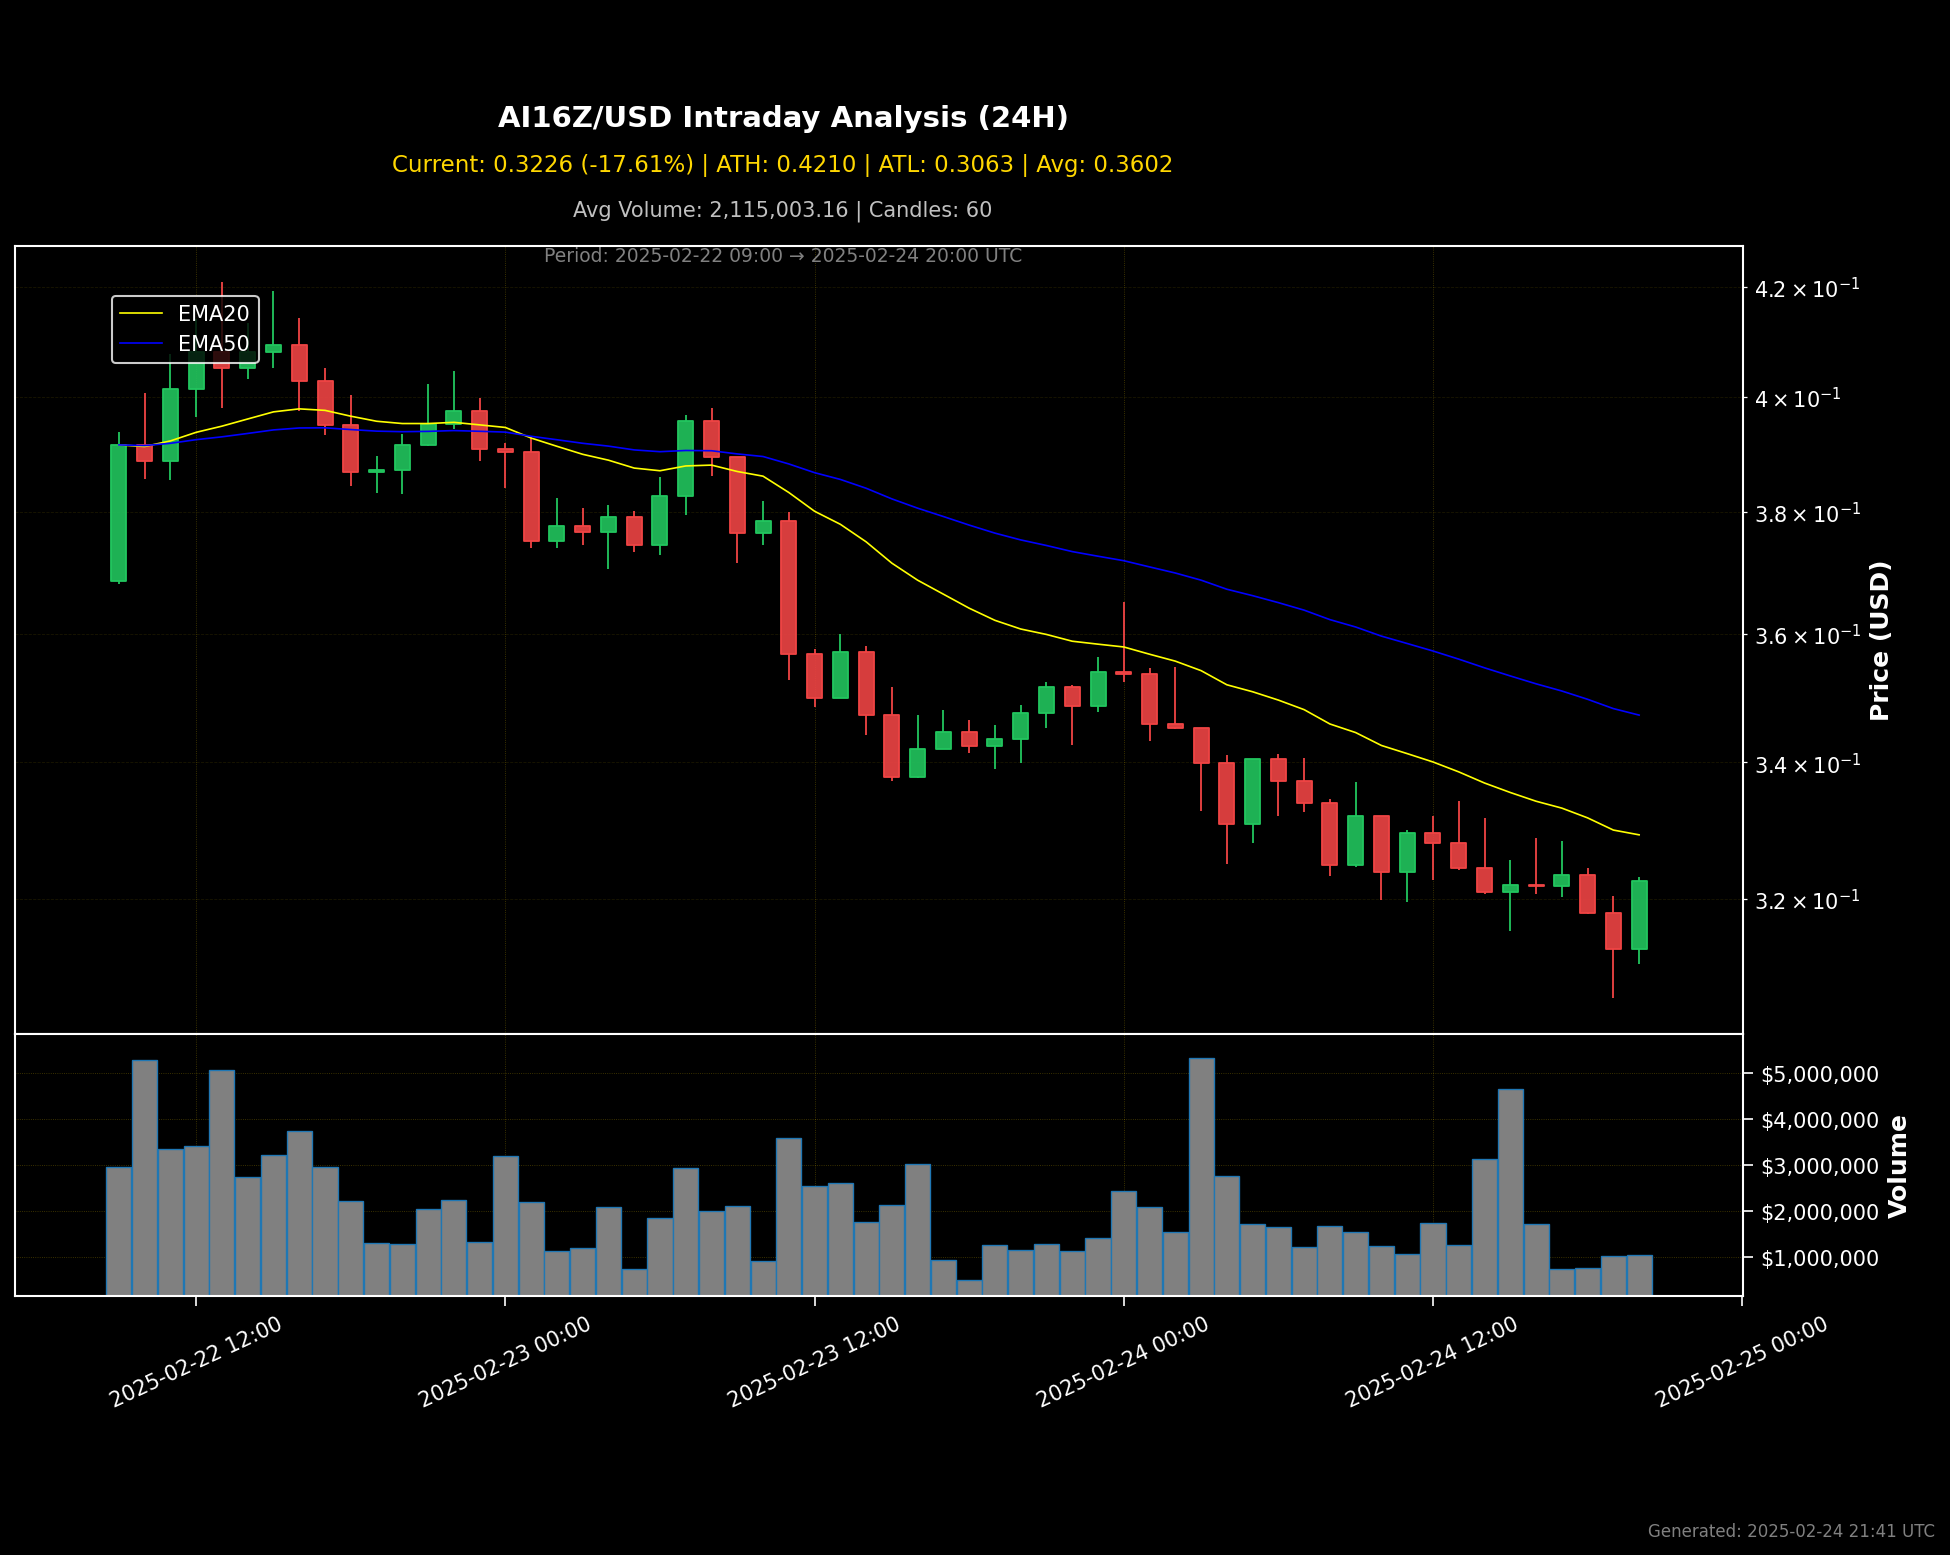 AI16Z/USD Intraday Analysis (24H)
Current: 0.3226 (-17.61%) | ATH: 0.4210 | ATL: 0.3063 | Avg: 0.3602
Avg Volume: 2,115,003.16 | Candles: 60
Period: 2025-02-22 09:00 → 2025-02-24 20:00 UTC
EMA20
EMA50
4.2 × 10⁻¹
4 × 10⁻¹
3.8 × 10⁻¹
3.6 × 10⁻¹
3.4 × 10⁻¹
3.2 × 10⁻¹
Price (USD)
$5,000,000
$4,000,000
$3,000,000
$2,000,000
$1,000,000
Volume
2025-02-22 12:00
2025-02-23 00:00
2025-02-23 12:00
2025-02-24 00:00
2025-02-24 12:00
2025-02-25 00:00
Generated: 2025-02-24 21:41 UTC